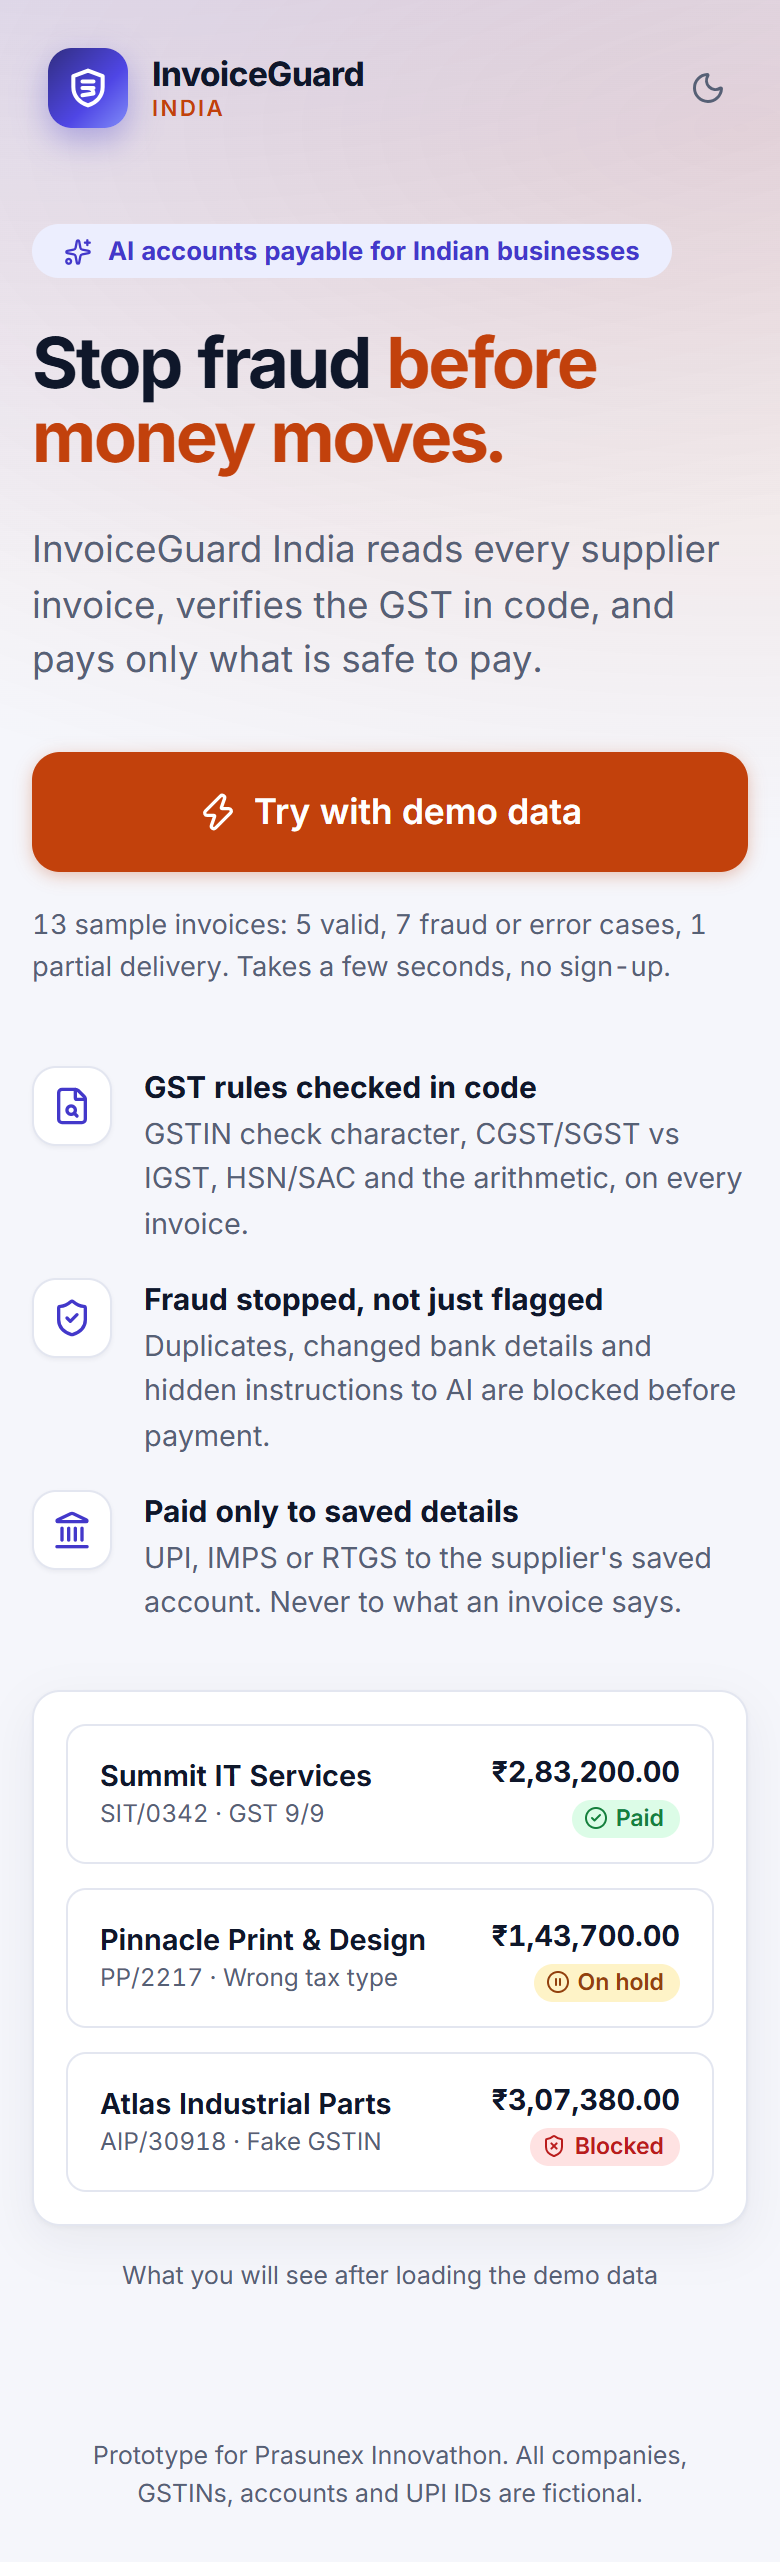 InvoiceGuard
INDIA
AI accounts payable for Indian businesses
Stop fraud before
money moves.
InvoiceGuard India reads every supplier
invoice, verifies the GST in code, and
pays only what is safe to pay.
Try with demo data
13 sample invoices: 5 valid, 7 fraud or error cases, 1
partial delivery. Takes a few seconds, no sign-up.
GST rules checked in code
GSTIN check character, CGST/SGST vs
IGST, HSN/SAC and the arithmetic, on every
invoice.
Fraud stopped, not just flagged
Duplicates, changed bank details and
hidden instructions to AI are blocked before
payment.
Paid only to saved details
UPI, IMPS or RTGS to the supplier's saved
account. Never to what an invoice says.
Summit IT Services
₹2,83,200.00
SIT/0342 · GST 9/9
Paid
Pinnacle Print & Design
₹1,43,700.00
PP/2217 · Wrong tax type
On hold
Atlas Industrial Parts
₹3,07,380.00
AIP/30918 · Fake GSTIN
Blocked
What you will see after loading the demo data
Prototype for Prasunex Innovathon. All companies,
GSTINs, accounts and UPI IDs are fictional.